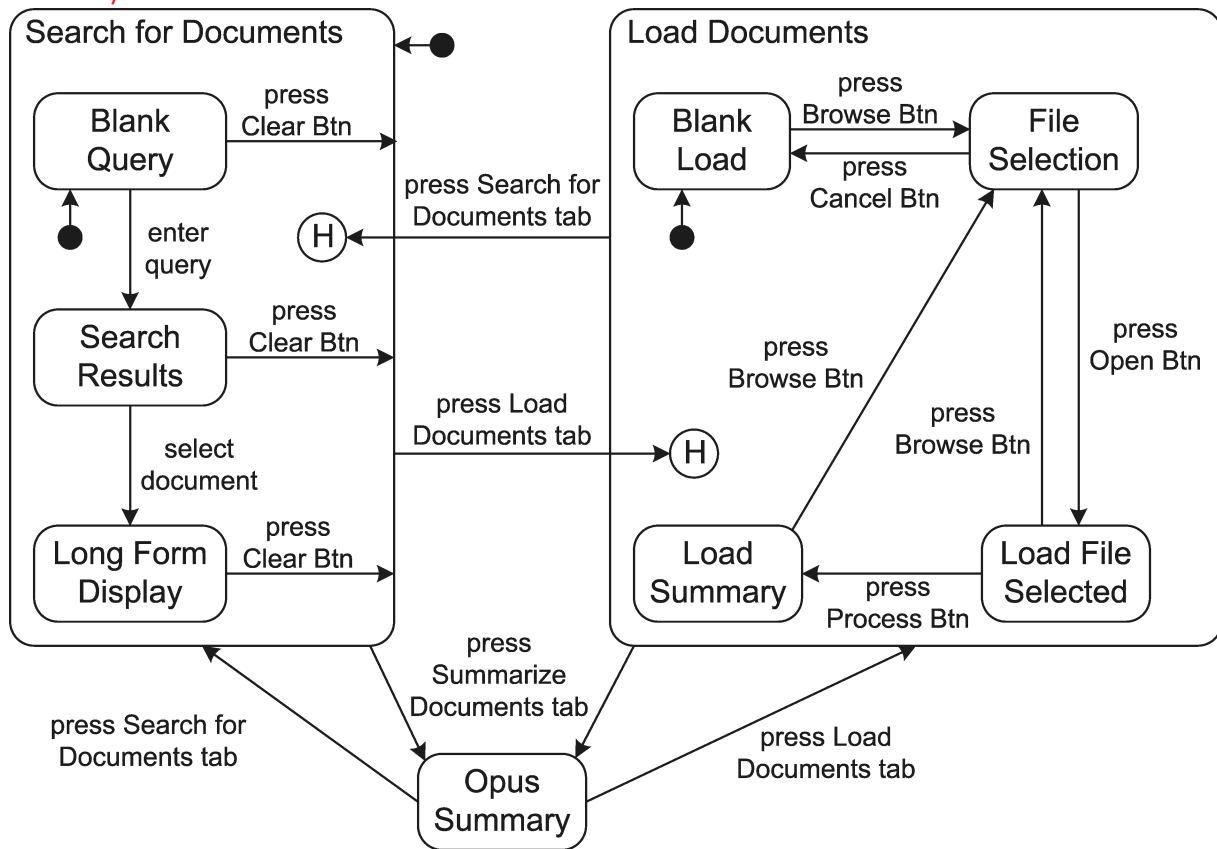 Search for Documents
Blank
Query
press
Clear Btn
enter
query
H
press Search for
Documents tab
Search
Results
press
Clear Btn
select
document
press Load
Documents tab
H
Long Form
Display
press
Clear Btn
Load Documents
Blank
Load
press
Browse Btn
press
Cancel Btn
File
Selection
press
Browse Btn
press
Browse Btn
press
Open Btn
Load
Summary
press
Process Btn
Load File
Selected
press
Summarize
Documents tab
press Search for
Documents tab
press Load
Documents tab
Opus
Summary